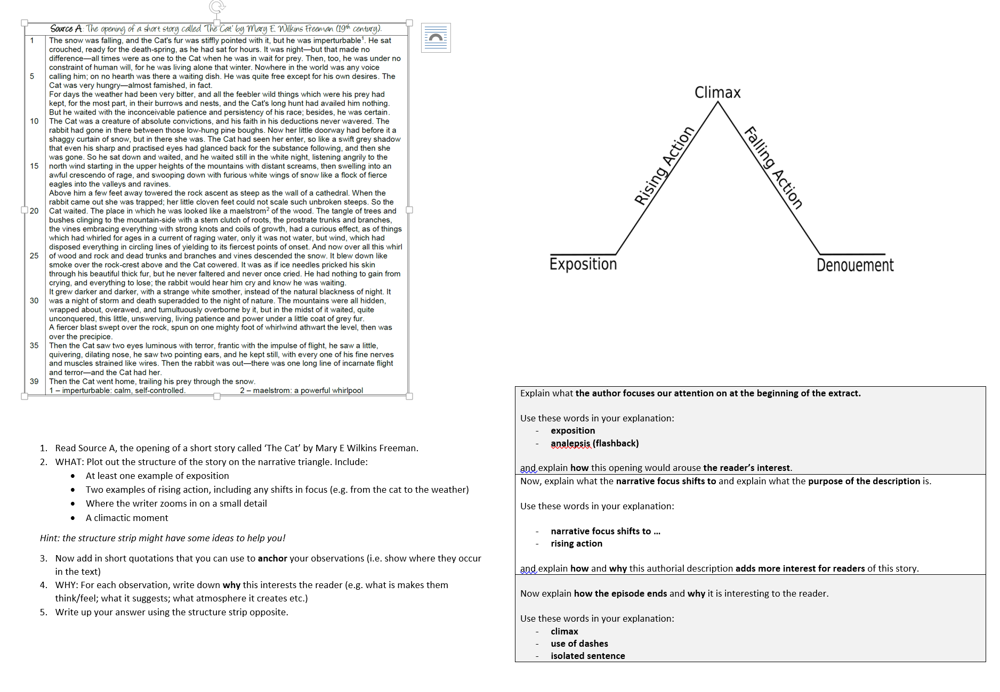 Source A: The opening of a short story called 'The Cat' by Mary E Wilkins Freeman (19th century).
1 The snow was falling, and the Cat's fur was stiffly pointed with it, but he was imperturbable1. He sat
crouched, ready for the death-spring, as he had sat for hours. It was night—but that made no
difference—all times were as one to the Cat when he was in wait for prey. Then, too, he was under no
constraint of human will, for he was living alone that winter. Nowhere in the world was any voice
5 calling him; on no hearth was there a waiting dish. He was quite free except for his own desires. The
Cat was very hungry—almost famished, in fact.
For days the weather had been very bitter, and all the feebler wild things which were his prey had
kept, for the most part, in their burrows and nests, and the Cat's long hunt had availed him nothing.
But he waited with the inconceivable patience and persistency of his race; besides, he was certain.
10 The Cat was a creature of absolute convictions, and his faith in his deductions never wavered. The
rabbit had gone in there between those low-hung pine boughs. Now her little doorway had before it a
shaggy curtain of snow, but in there she was. The Cat had seen her enter, so like a swift grey shadow
that even his sharp and practised eyes had glanced back for the substance following, and then she
was gone. So he sat down and waited, and he waited still in the white night, listening angrily to the
15 north wind starting in the upper heights of the mountains with distant screams, then swelling into an
awful crescendo of rage, and swooping down with furious white wings of snow like a flock of fierce
eagles into the valleys and ravines.
Above him a few feet away towered the rock ascent as steep as the wall of a cathedral. When the
rabbit came out she was trapped; her little cloven feet could not scale such unbroken steeps. So the
20 Cat waited. The place in which he was looked like a maelstrom2 of the wood. The tangle of trees and
bushes clinging to the mountain-side with a stern clutch of roots, the prostrate trunks and branches,
the vines embracing everything with strong knots and coils of growth, had a curious effect, as of things
which had whirled for ages in a current of raging water, only it was not water, but wind, which had
disposed everything in circling lines of yielding to its fiercest points of onset. And now over all this whirl
25 of wood and rock and dead trunks and branches and vines descended the snow. It blew down like
smoke over the rock-crest above and the Cat cowered. It was as if ice needles pricked his skin
through his beautiful thick fur, but he never faltered and never once cried. He had nothing to gain from
crying, and everything to lose; the rabbit would hear him cry and know he was waiting.
It grew darker and darker, with a strange white smother, instead of the natural blackness of night. It
30 was a night of storm and death superadded to the night of nature. The mountains were all hidden,
wrapped about, overawed, and tumultuously overborne by it, but in the midst of it waited, quite
unconquered, this little, unswerving, living patience and power under a little coat of grey fur.
A fiercer blast swept over the rock, spun on one mighty foot of whirlwind athwart the level, then was
over the precipice.
35 Then the Cat saw two eyes luminous with terror, frantic with the impulse of flight, he saw a little,
quivering, dilating nose, he saw two pointing ears, and he kept still, with every one of his fine nerves
and muscles strained like wires. Then the rabbit was out—there was one long line of incarnate flight
and terror—and the Cat had her.
39 Then the Cat went home, trailing his prey through the snow.
1 – imperturbable: calm, self-controlled. 2 – maelstrom: a powerful whirlpool
1. Read Source A, the opening of a short story called ‘The Cat’ by Mary E Wilkins Freeman.
2. WHAT: Plot out the structure of the story on the narrative triangle. Include:
• At least one example of exposition
• Two examples of rising action, including any shifts in focus (e.g. from the cat to the weather)
• Where the writer zooms in on a small detail
• A climactic moment
Hint: the structure strip might have some ideas to help you!
3. Now add in short quotations that you can use to anchor your observations (i.e. show where they occur
in the text)
4. WHY: For each observation, write down why this interests the reader (e.g. what is makes them
think/feel; what it suggests; what atmosphere it creates etc.)
5. Write up your answer using the structure strip opposite.
Climax
Rising Action
Falling Action
Exposition
Denouement
Explain what the author focuses our attention on at the beginning of the extract.
Use these words in your explanation:
- exposition
- analepsis (flashback)
and explain how this opening would arouse the reader’s interest.
Now, explain what the narrative focus shifts to and explain what the purpose of the description is.
Use these words in your explanation:
- narrative focus shifts to …
- rising action
and explain how and why this authorial description adds more interest for readers of this story.
Now explain how the episode ends and why it is interesting to the reader.
Use these words in your explanation:
- climax
- use of dashes
- isolated sentence